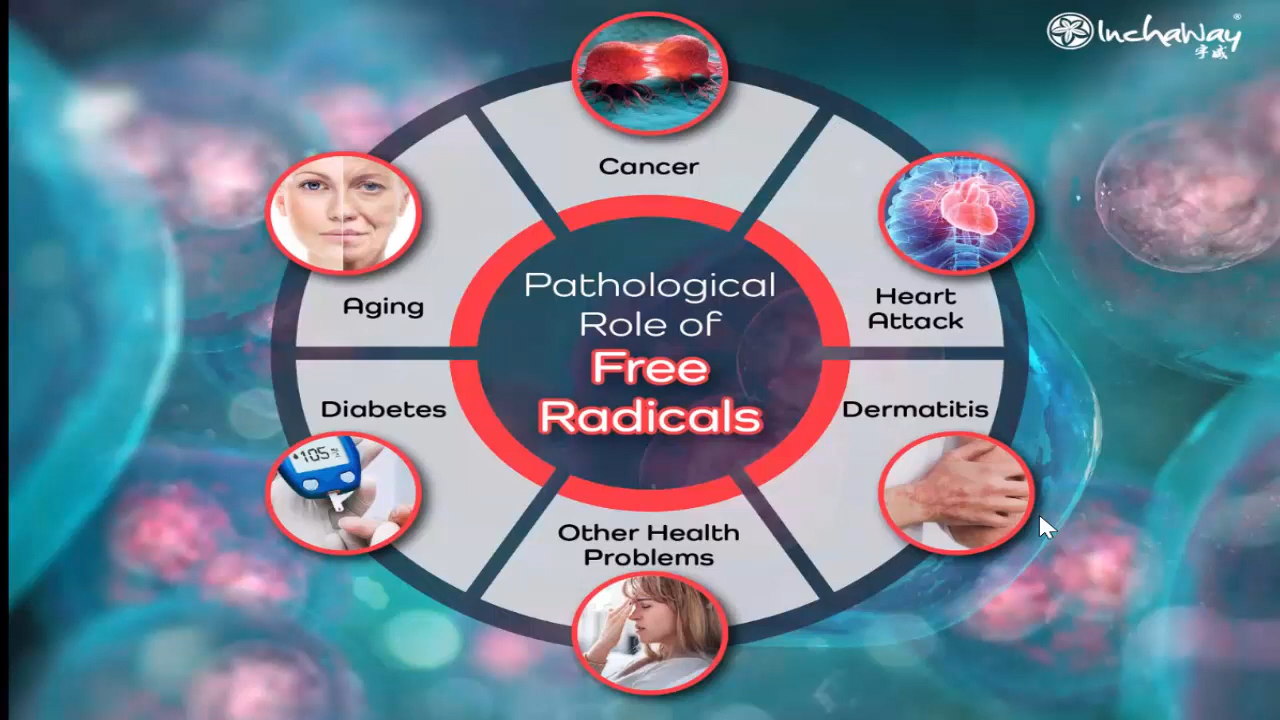 InchaWay®
宇威
Cancer
Aging
Heart
Attack
Pathological
Role of
Free
Radicals
Diabetes
105
Dermatitis
Other Health
Problems